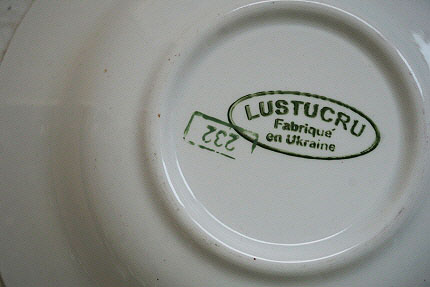 LUSTUCRU
Fabriqué
en Ukraine
232